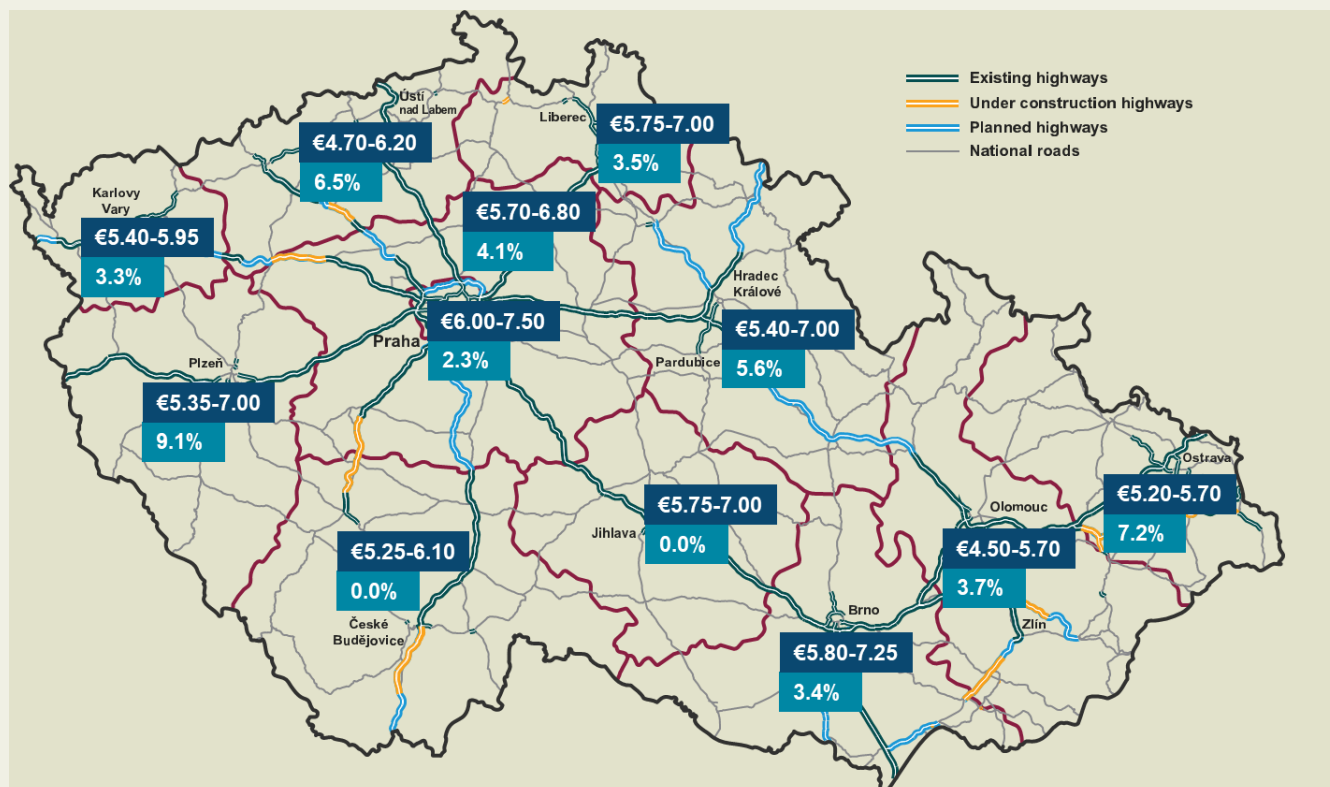 Existing highways
Under construction highways
Planned highways
National roads
Ústí
nad Labem
Liberec
€5.75-7.00
3.5%
€4.70-6.20
6.5%
Karlovy
Vary
€5.40-5.95
3.3%
€5.70-6.80
4.1%
Hradec
Králové
Praha
€6.00-7.50
2.3%
€5.40-7.00
5.6%
Pardubice
Plzeň
€5.35-7.00
9.1%
Ostrava
€5.20-5.70
7.2%
Jihlava
€5.75-7.00
0.0%
Olomouc
€4.50-5.70
3.7%
€5.25-6.10
0.0%
České
Budějovice
Brno
Zlín
€5.80-7.25
3.4%